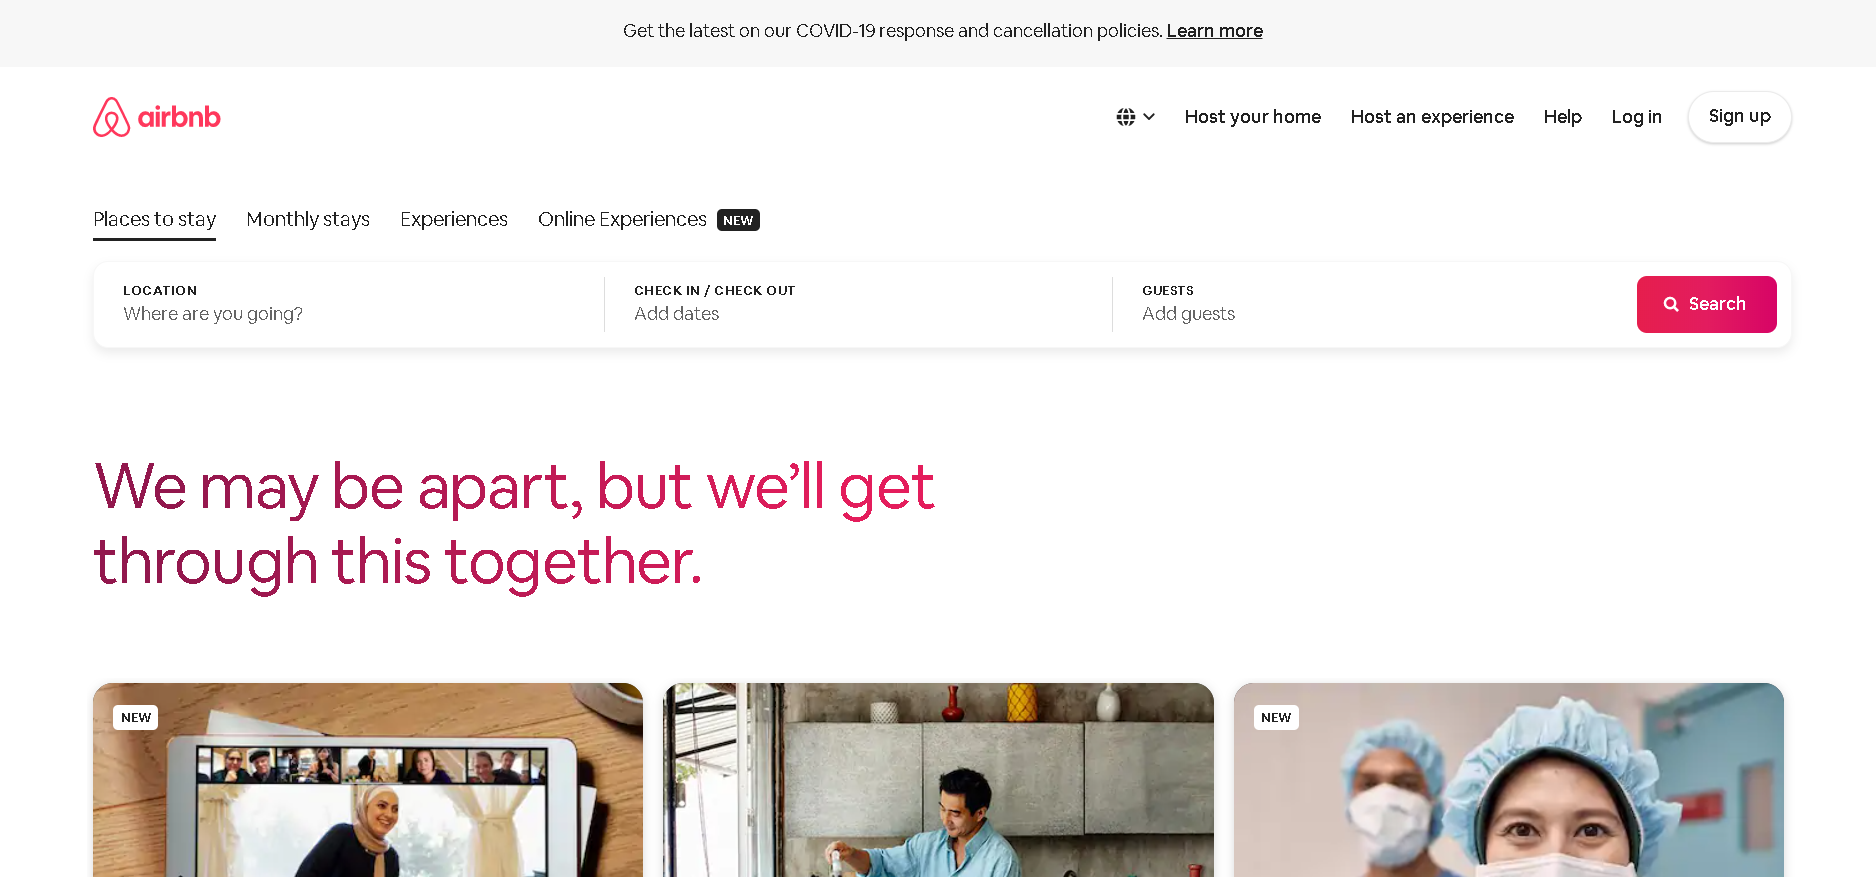 Get the latest on our COVID-19 response and cancellation policies. Learn more
airbnb
Host your home
Host an experience
Help
Log in
Sign up
Places to stay
Monthly stays
Experiences
Online Experiences NEW
LOCATION
Where are you going?
CHECK IN / CHECK OUT
Add dates
GUESTS
Add guests
Search
We may be apart, but we’ll get
through this together.
NEW
NEW